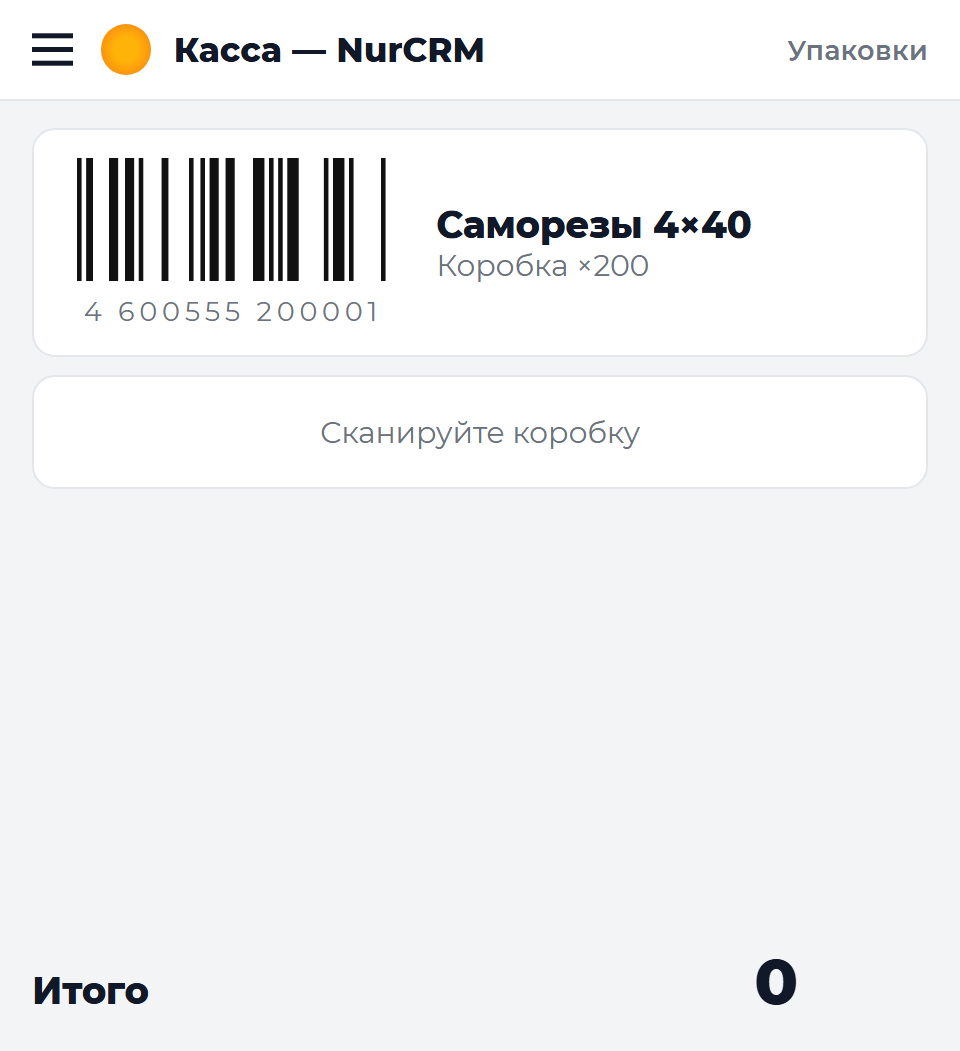 Касса — NurCRM
Упаковки
Саморезы 4×40
Коробка ×200
4 600555 200001
Сканируйте коробку
Итого
0